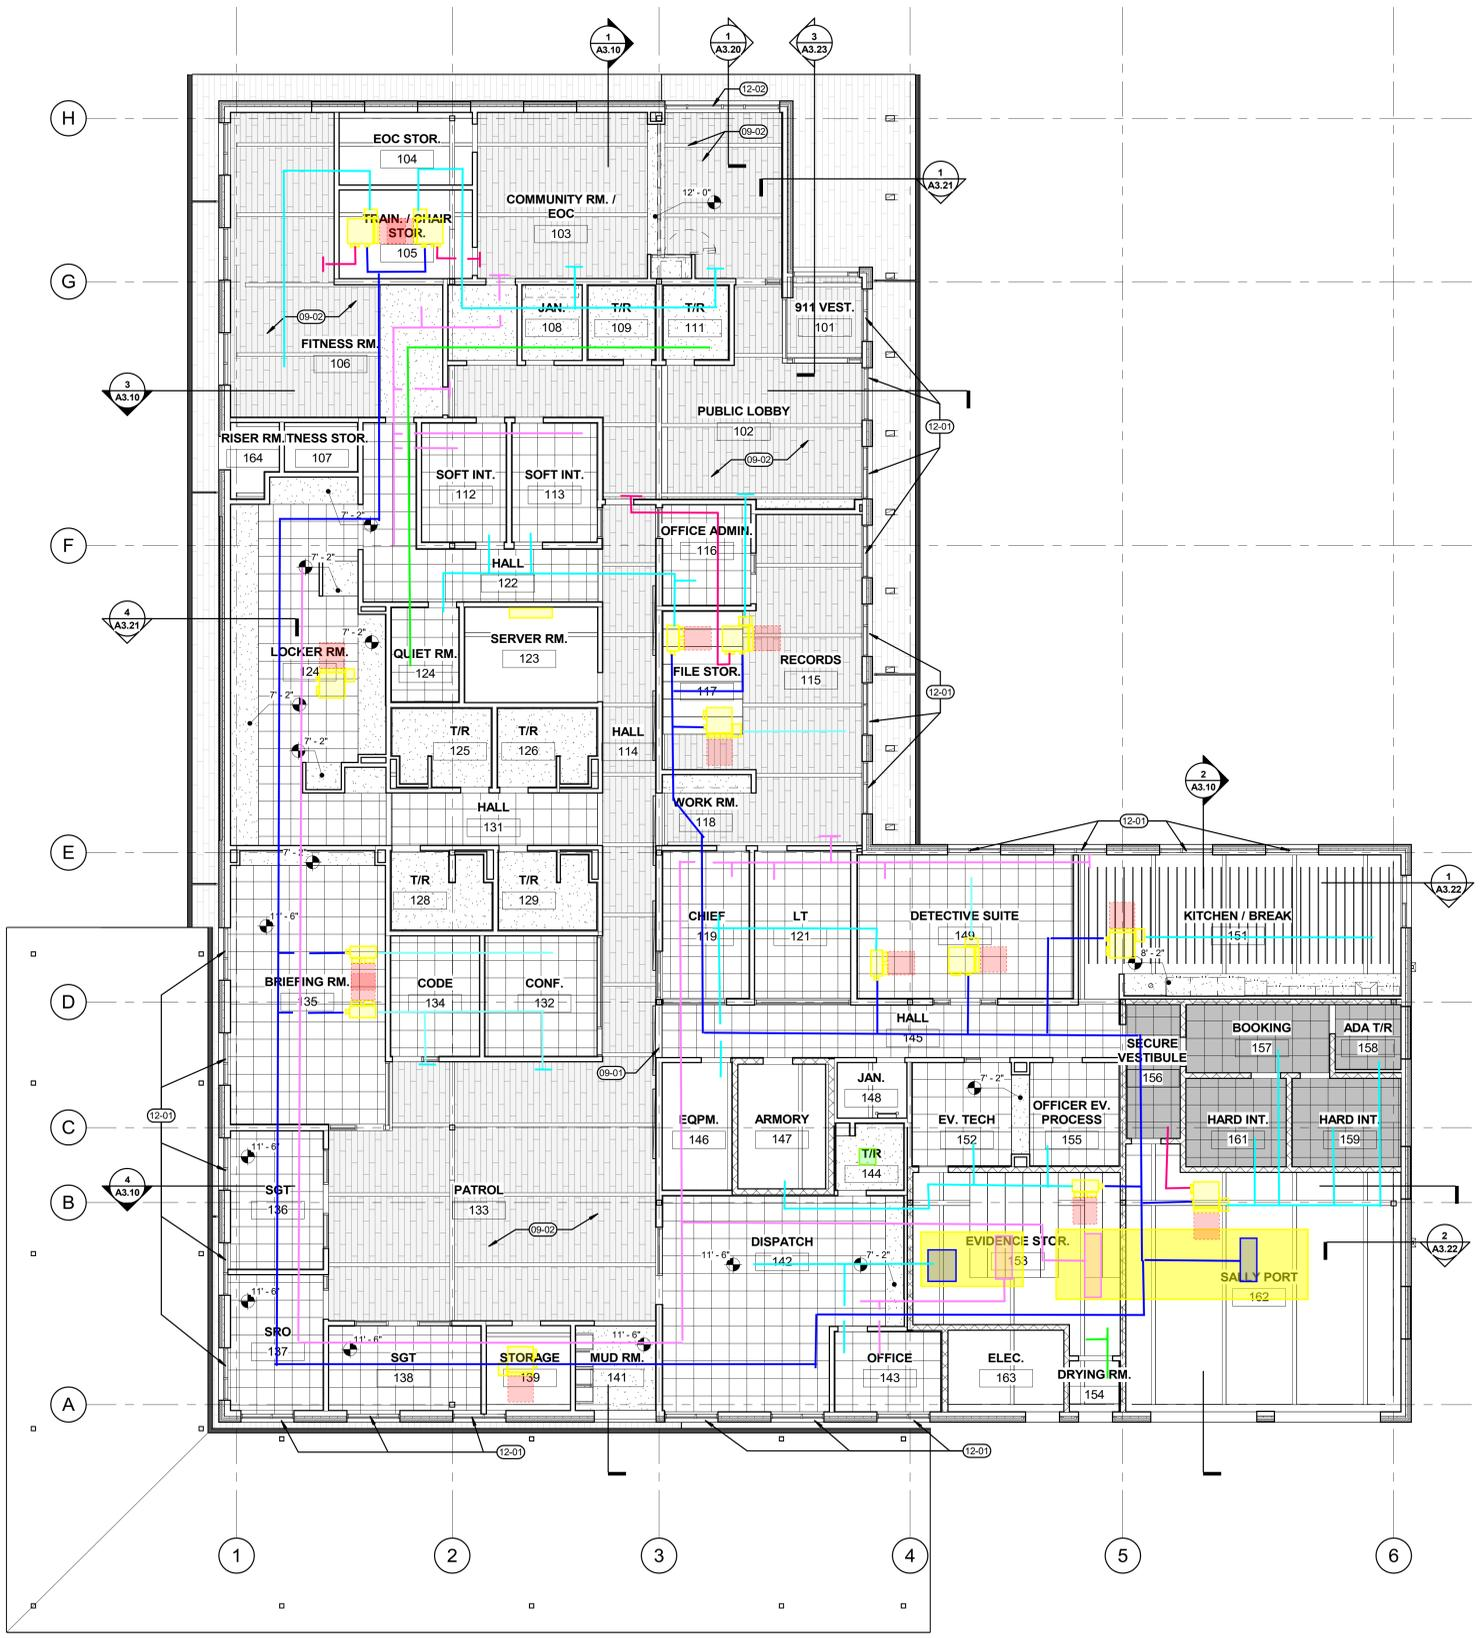 1
A3.10
1
A3.20
3
A3.23
12-02
H
09-02
EOC STOR.
104
1
A3.21
12' - 0"
COMMUNITY RM. /
EOC
103
TRAIN. / CHAIR
STOR.
105
G
JAN.
108
T/R
109
T/R
111
911 VEST.
101
09-02
FITNESS RM.
106
3
A3.10
PUBLIC LOBBY
102
12-01
RISER RM.
164
TNESS STOR.
107
09-02
SOFT INT.
112
SOFT INT.
113
7' - 2"
OFFICE ADMIN.
116
F
7' - 2"
HALL
122
4
A3.21
7' - 2"
SERVER RM.
123
LOCKER RM.
124
QUIET RM.
124
RECORDS
115
FILE STOR.
117
7' - 2"
12-01
T/R
125
T/R
126
HALL
114
7' - 2"
2
A3.10
WORK RM.
118
HALL
131
12-01
E
7' - 2"
T/R
128
T/R
129
1
A3.22
11' - 6"
CHIEF
119
LT
121
DETECTIVE SUITE
149
KITCHEN / BREAK
151
8' - 2"
BRIEFING RM.
135
CODE
134
CONF.
132
D
HALL
145
BOOKING
157
ADA T/R
158
SECURE
VESTIBULE
156
09-01
JAN.
148
7' - 2"
12-01
C
EQPM.
146
ARMORY
147
EV. TECH
152
OFFICER EV.
PROCESS
155
HARD INT.
161
HARD INT.
159
11' - 6"
T/R
144
4
A3.10
SGT
136
PATROL
133
B
09-02
DISPATCH
142
EVIDENCE STOR.
153
2
A3.22
11' - 6"
7' - 2"
SALLY PORT
162
11' - 6"
SRO
137
11' - 6"
11' - 6"
SGT
138
STORAGE
139
MUD RM.
141
OFFICE
143
ELEC.
163
DRYING RM.
154
A
12-01
12-01
1
2
3
4
5
6